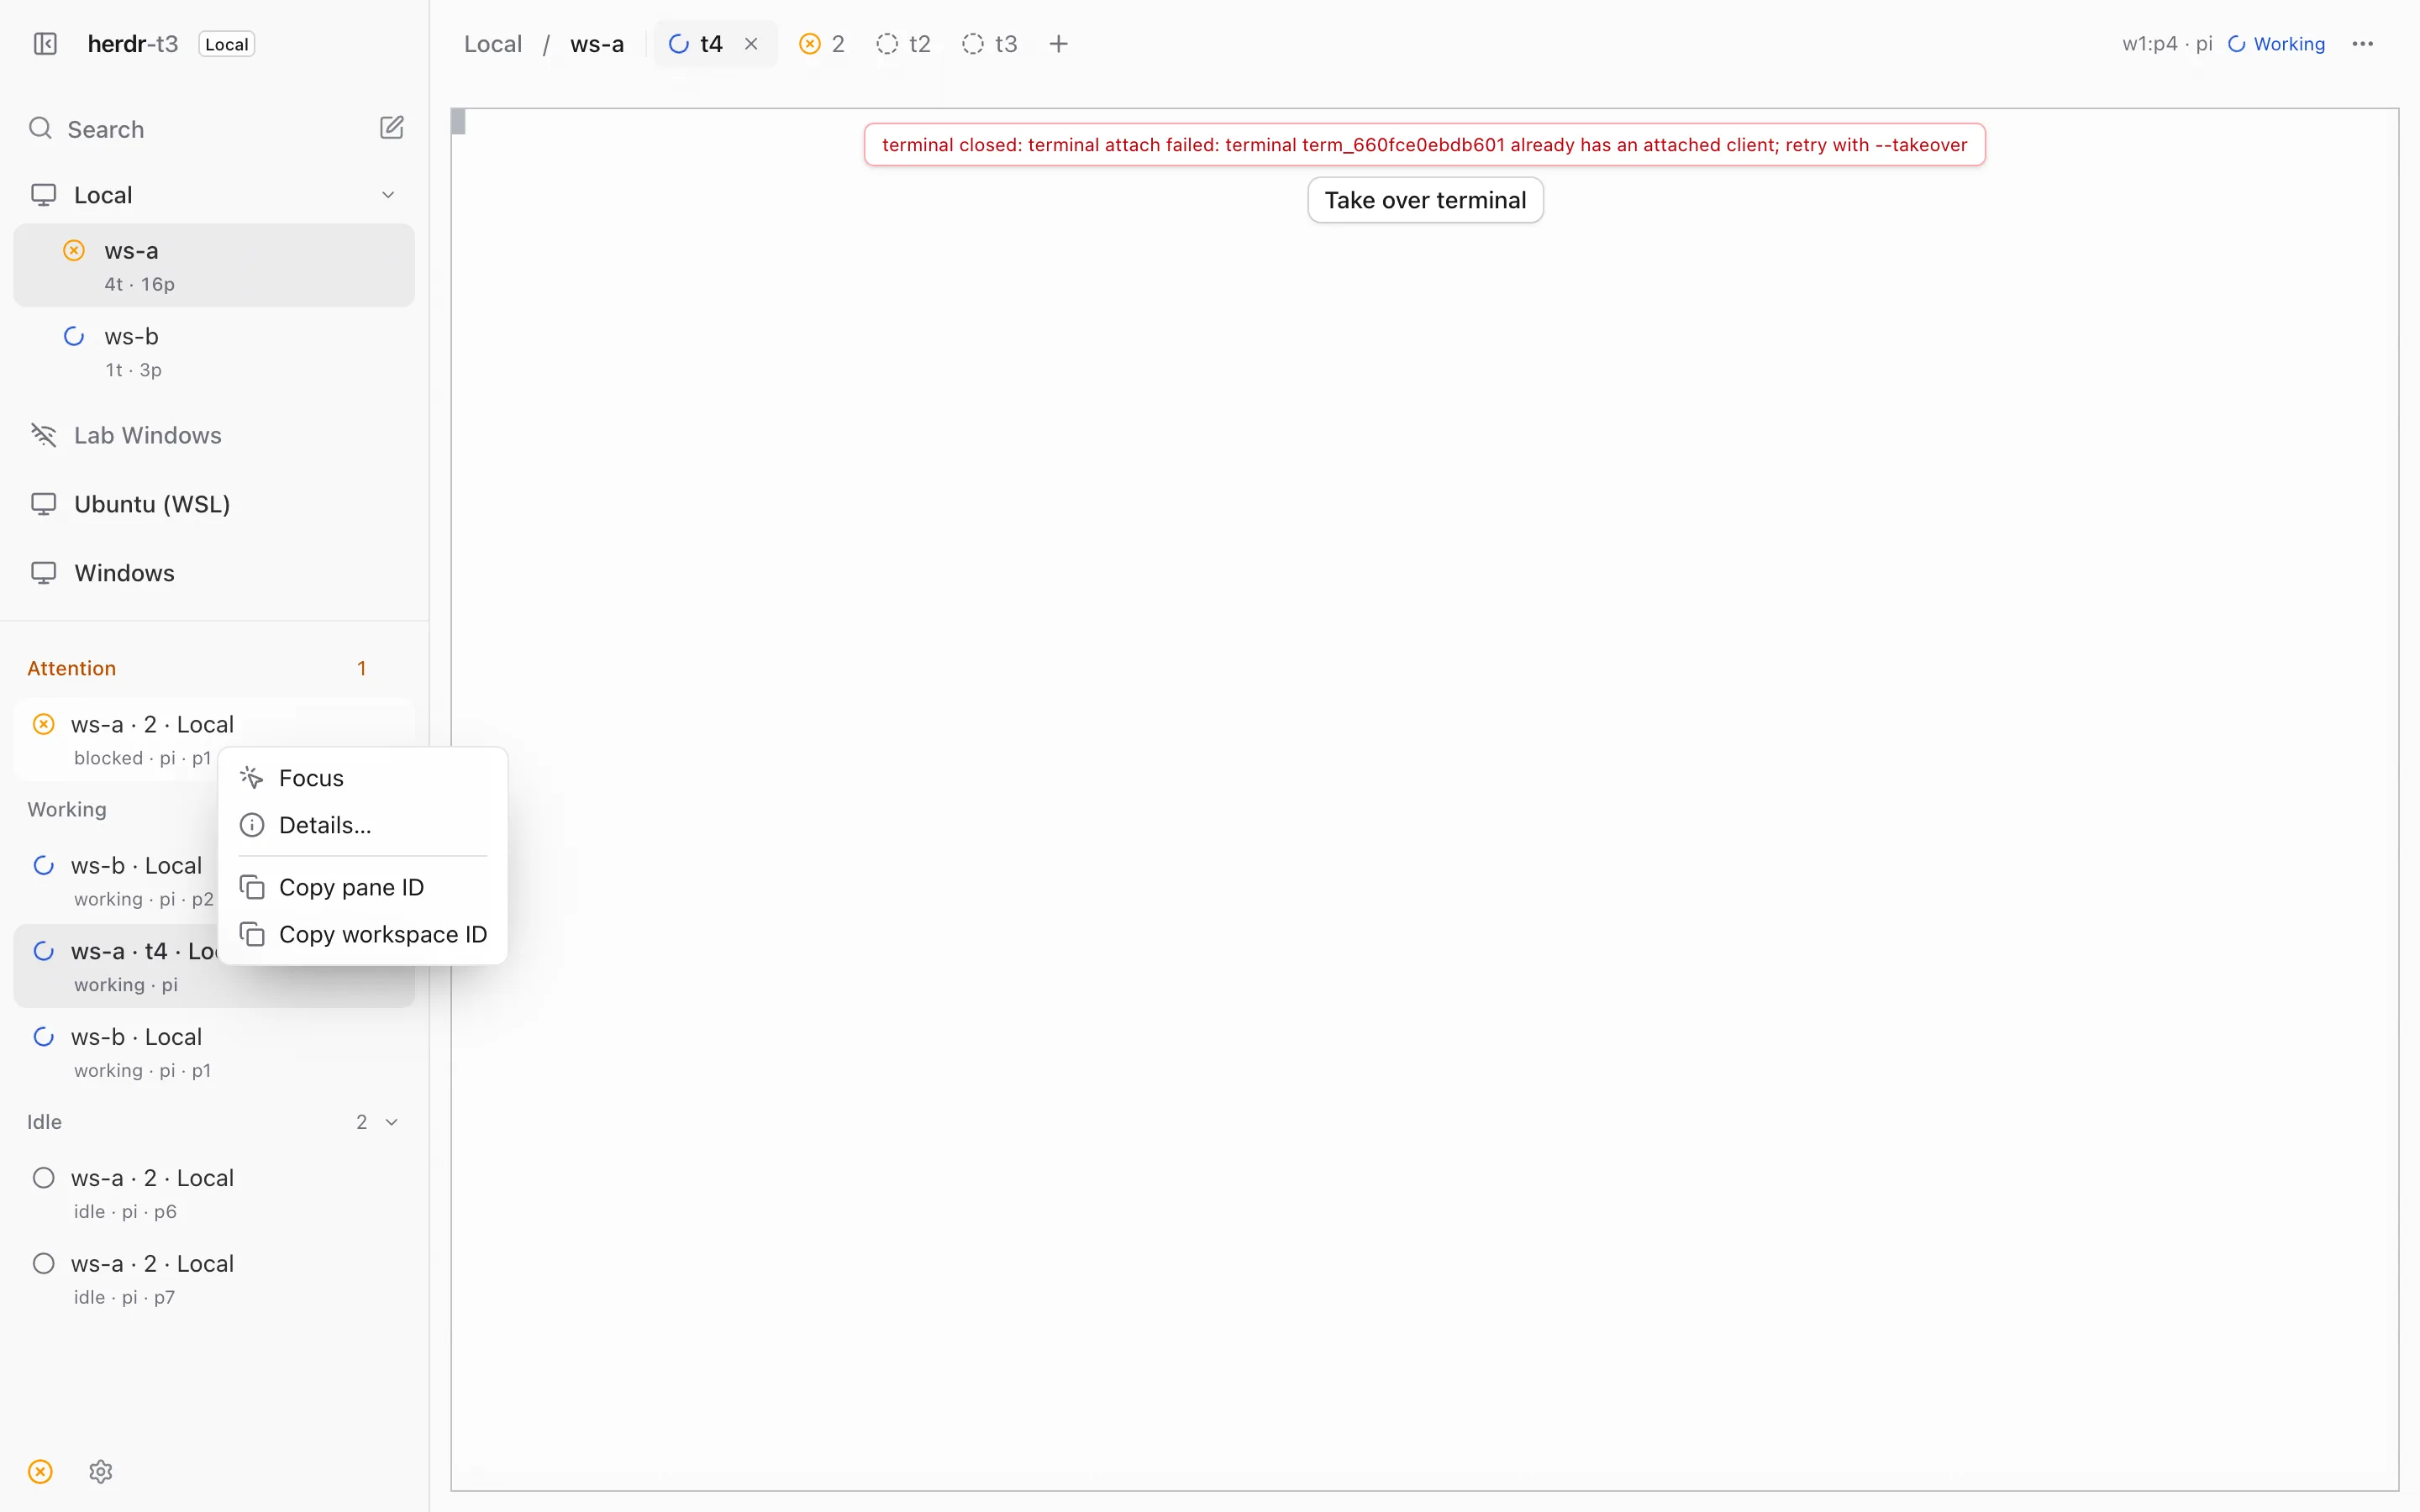 herdr-t3 Local
Search
Local
ws-a
4t · 16p
ws-b
1t · 3p
Lab Windows
Ubuntu (WSL)
Windows
Attention 1
ws-a · 2 · Local
blocked · pi · p1
Working
ws-b · Local
working · pi · p2
ws-a · t4 ·
working · pi
ws-b · Local
working · pi · p1
Idle 2
ws-a · 2 · Local
idle · pi · p6
ws-a · 2 · Local
idle · pi · p7
Focus
Details...
Copy pane ID
Copy workspace ID
Local / ws-a t4 2 t2 t3
w1:p4 · pi Working
terminal closed: terminal attach failed: terminal term_660fce0ebdb601 already has an attached client; retry with --takeover
Take over terminal